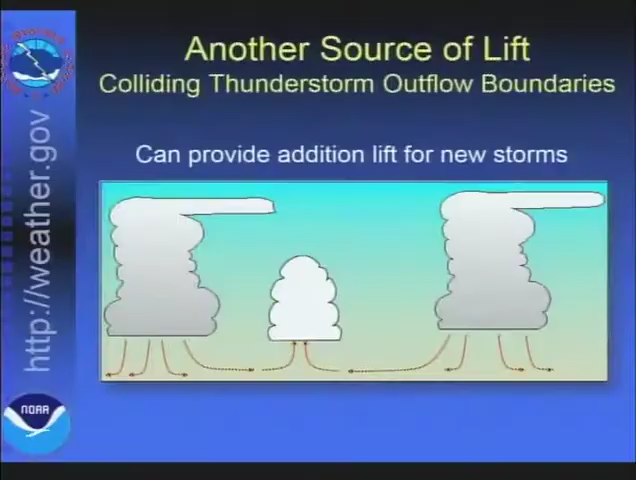 Another Source of Lift
Colliding Thunderstorm Outflow Boundaries
Can provide addition lift for new storms
http://weather.gov
NOAA